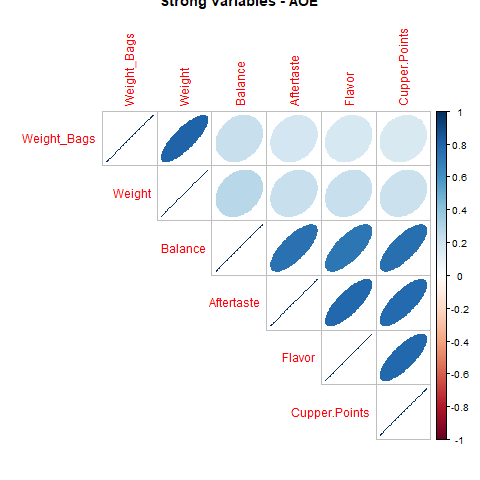 Strong Variables - AOE
Weight_Bags
Weight
Balance
Aftertaste
Flavor
Cupper.Points
Weight_Bags
Weight
Balance
Aftertaste
Flavor
Cupper.Points
1
0.8
0.6
0.4
0.2
0
-0.2
-0.4
-0.6
-0.8
-1